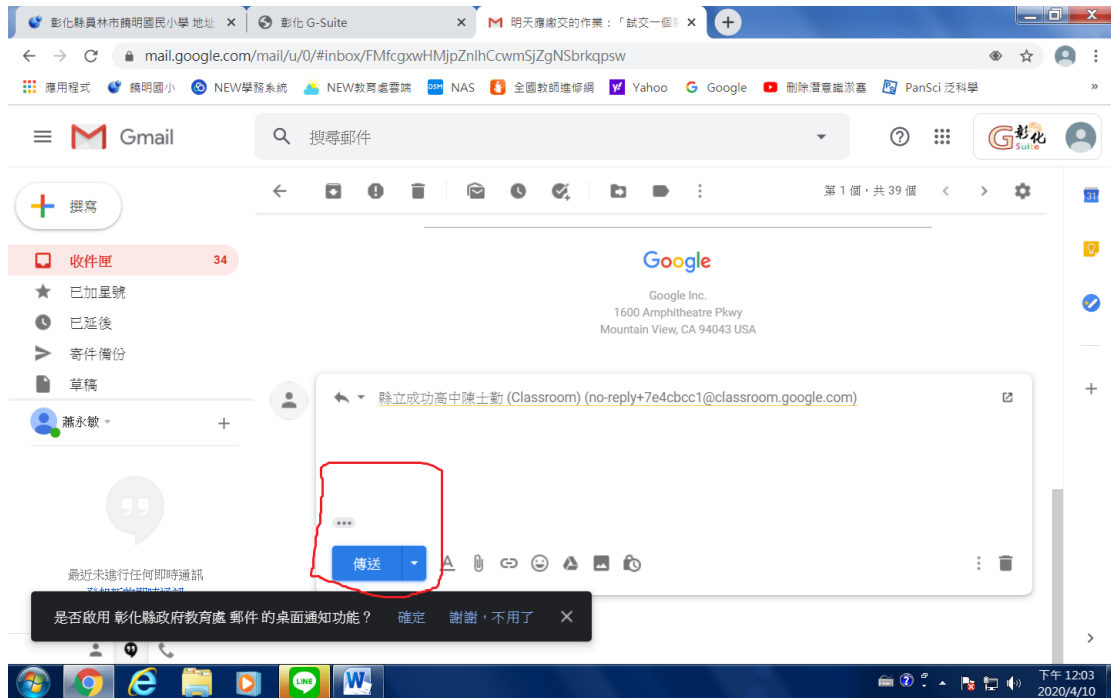 彰化縣員林市饒明國民小學 地址
彰化 G-Suite
明天應繳交的作業：「試交一個
mail.google.com/mail/u/0/#inbox/FMfcgxwHMjpZnlhCcwmSjZgNSbrkqpsw
應用程式 饒明國小 NEW學務系統 NEW教育處雲端 DSM NAS 全國教師進修網 Yahoo Google 刪除潛意識淤塞 PanSci 泛科學 »
Gmail
搜尋郵件
G彰化 Suite
撰寫
第 1 個，共 39 個
31
收件匣 34
已加星號
已延後
寄件備份
草稿
蕭永敏
Google
Google Inc.
1600 Amphitheatre Pkwy
Mountain View, CA 94043 USA
縣立成功高中陳士勤 (Classroom) (no-reply+7e4cbcc1@classroom.google.com)
傳送
最近未進行任何即時通訊
是否啟用 彰化縣政府教育處 郵件 的桌面通知功能？ 確定 謝謝，不用了
LINE
下午 12:03
2020/4/10